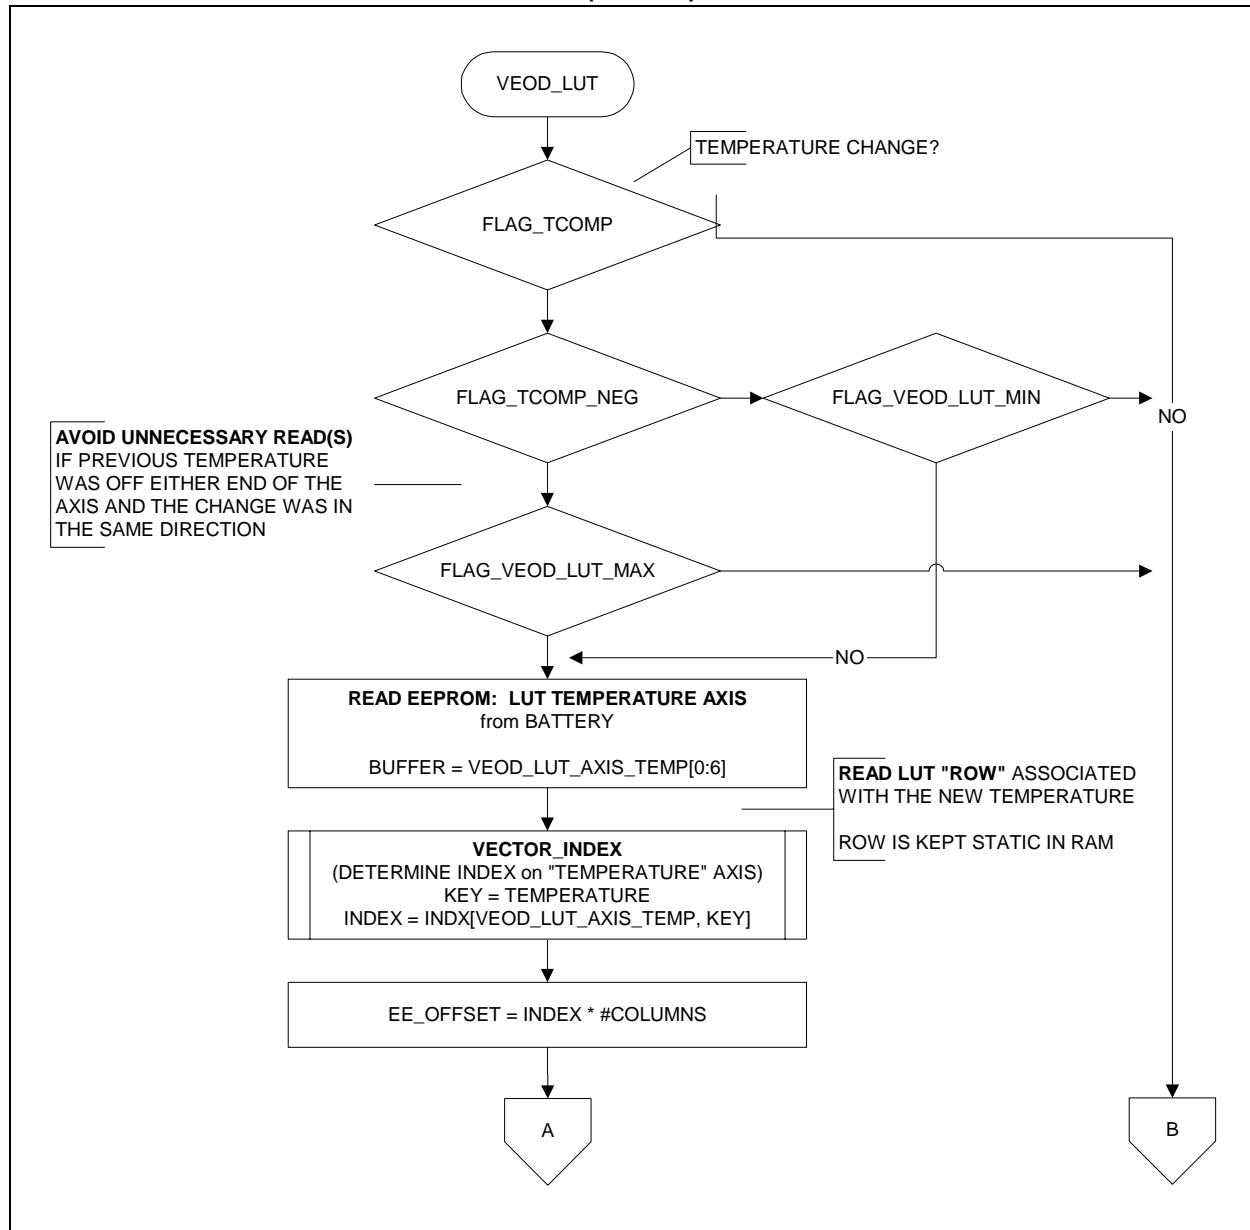 VEOD_LUT
TEMPERATURE CHANGE?
FLAG_TCOMP
FLAG_TCOMP_NEG
FLAG_VEOD_LUT_MIN
NO
AVOID UNNECESSARY READ(S)
IF PREVIOUS TEMPERATURE
WAS OFF EITHER END OF THE
AXIS AND THE CHANGE WAS IN
THE SAME DIRECTION
FLAG_VEOD_LUT_MAX
NO
READ EEPROM: LUT TEMPERATURE AXIS
from BATTERY
BUFFER = VEOD_LUT_AXIS_TEMP[0:6]
READ LUT "ROW" ASSOCIATED
WITH THE NEW TEMPERATURE
ROW IS KEPT STATIC IN RAM
VECTOR_INDEX
(DETERMINE INDEX on "TEMPERATURE" AXIS)
KEY = TEMPERATURE
INDEX = INDX[VEOD_LUT_AXIS_TEMP, KEY]
EE_OFFSET = INDEX * #COLUMNS
A
B